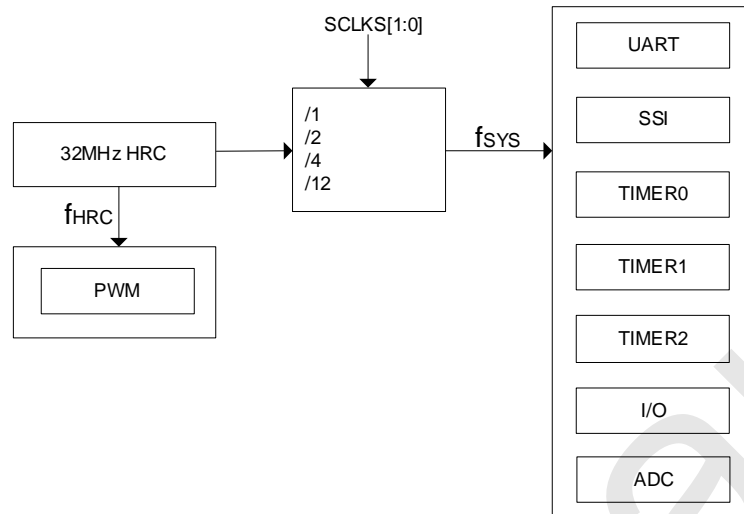 SCLKS[1:0]
32MHz HRC
fHRC
PWM
/1
/2
/4
/12
fSYS
UART
SSI
TIMER0
TIMER1
TIMER2
I/O
ADC